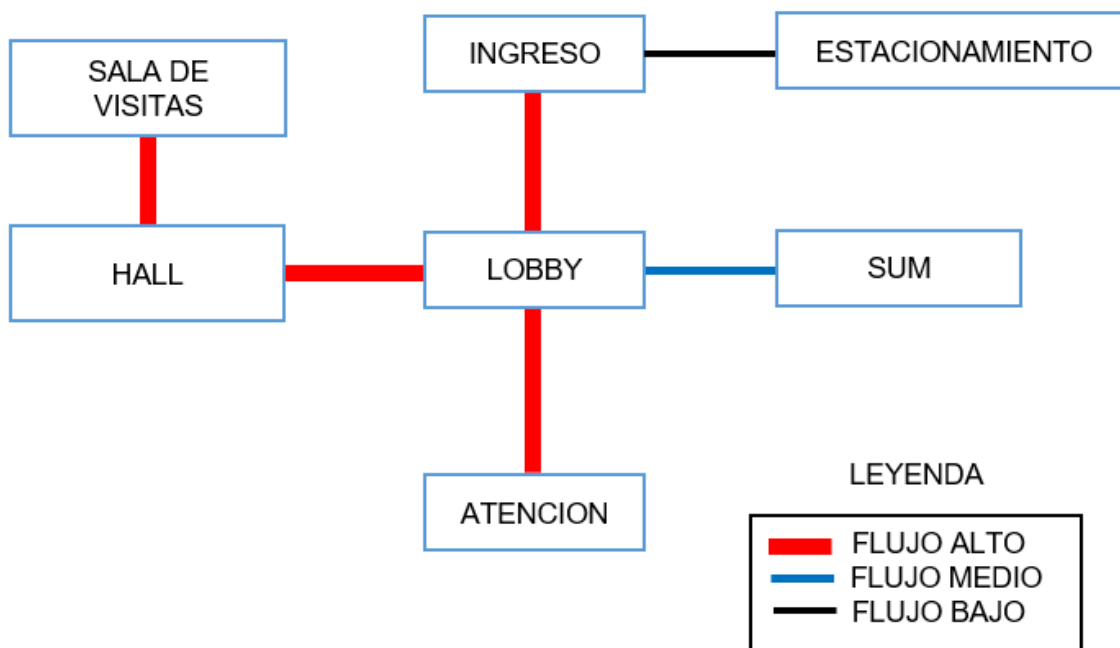 INGRESO
ESTACIONAMIENTO
SALA DE
VISITAS
HALL
LOBBY
SUM
ATENCION
LEYENDA
FLUJO ALTO
FLUJO MEDIO
FLUJO BAJO